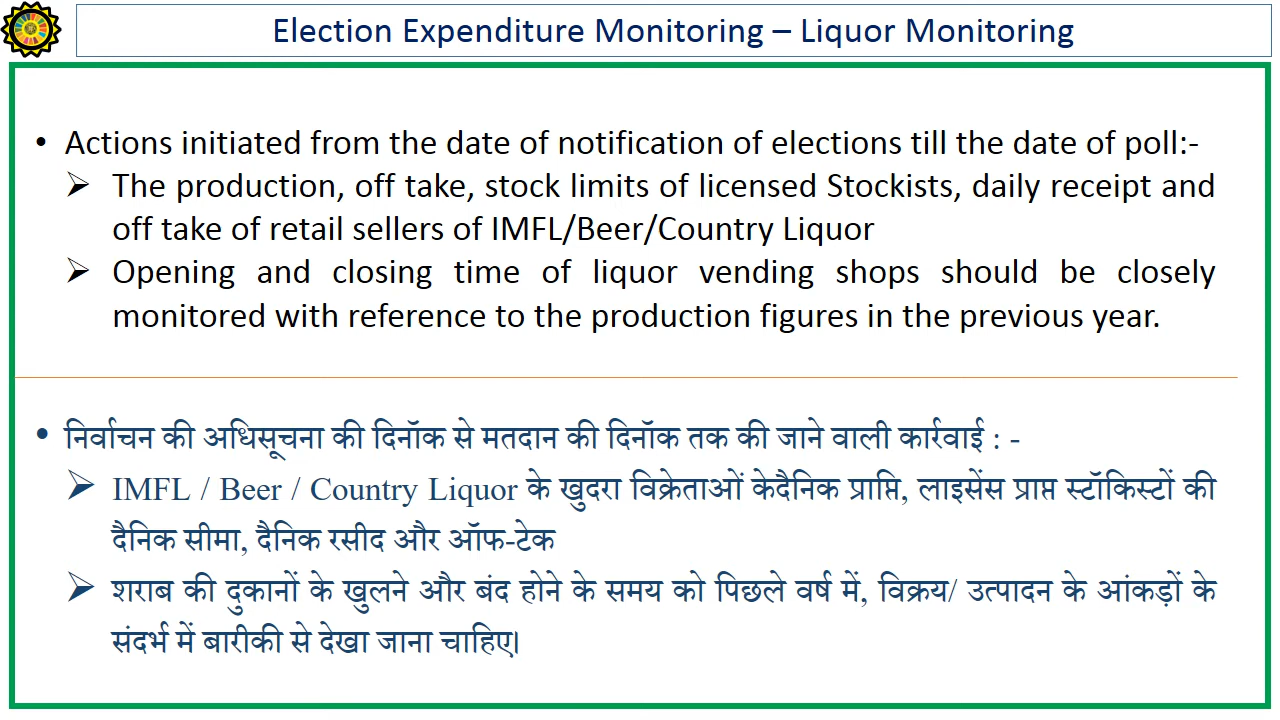 Election Expenditure Monitoring – Liquor Monitoring
• Actions initiated from the date of notification of elections till the date of poll:-
➢ The production, off take, stock limits of licensed Stockists, daily receipt and
off take of retail sellers of IMFL/Beer/Country Liquor
➢ Opening and closing time of liquor vending shops should be closely
monitored with reference to the production figures in the previous year.
• निर्वाचन की अधिसूचना की दिनॉक से मतदान की दिनॉक तक की जाने वाली कार्रवाई : -
➢ IMFL / Beer / Country Liquor के खुदरा विक्रेताओं केदैनिक प्राप्ति, लाइसेंस प्राप्त स्टॉकिस्टों की
दैनिक सीमा, दैनिक रसीद और ऑफ-टेक
➢ शराब की दुकानों के खुलने और बंद होने के समय को पिछले वर्ष में, विक्रय/ उत्पादन के आंकड़ों के
संदर्भ में बारीकी से देखा जाना चाहिए।